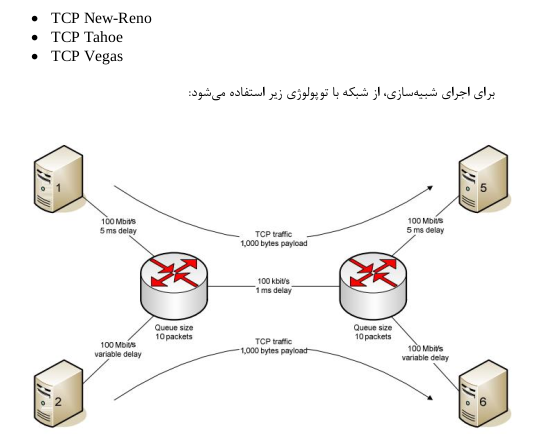 • TCP New-Reno
• TCP Tahoe
• TCP Vegas
برای اجرای شبیه‌سازی، از شبکه با توپولوژی زیر استفاده می‌شود:
1
5
100 Mbit/s
5 ms delay
TCP traffic
1,000 bytes payload
100 Mbit/s
5 ms delay
100 kbit/s
1 ms delay
Queue size
10 packets
Queue size
10 packets
100 Mbit/s
variable delay
TCP traffic
1,000 bytes payload
100 Mbit/s
variable delay
2
6